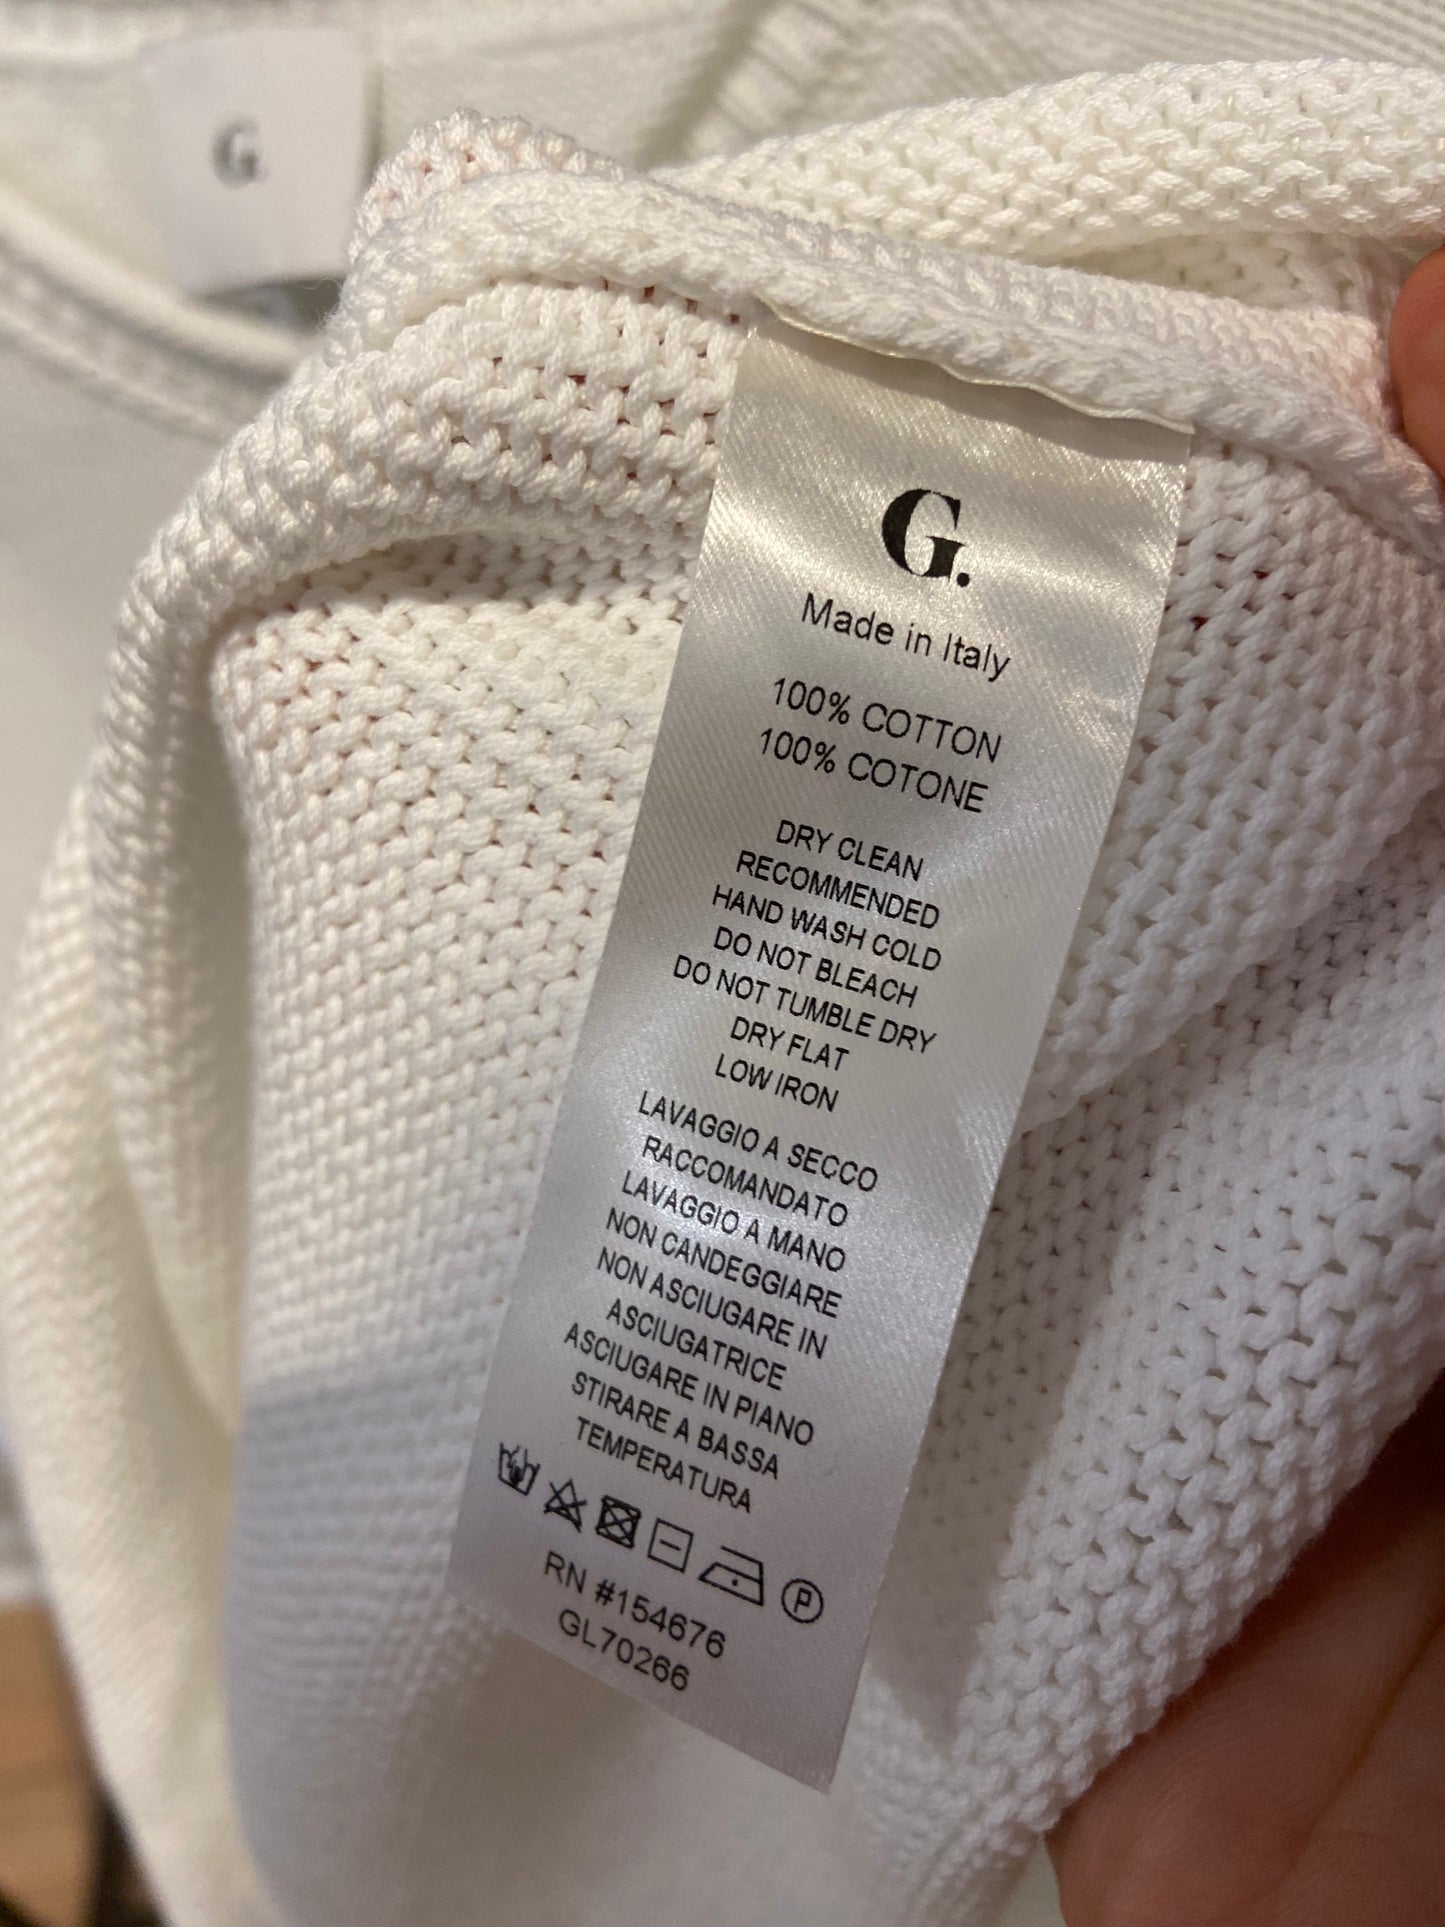 G.
G.
Made in Italy
100% COTTON
100% COTONE
DRY CLEAN
RECOMMENDED
HAND WASH COLD
DO NOT BLEACH
DO NOT TUMBLE DRY
DRY FLAT
LOW IRON
LAVAGGIO A SECCO
RACCOMANDATO
LAVAGGIO A MANO
NON CANDEGGIARE
NON ASCIUGARE IN
ASCIUGATRICE
ASCIUGARE IN PIANO
STIRARE A BASSA
TEMPERATURA
P
RN #154676
GL70266